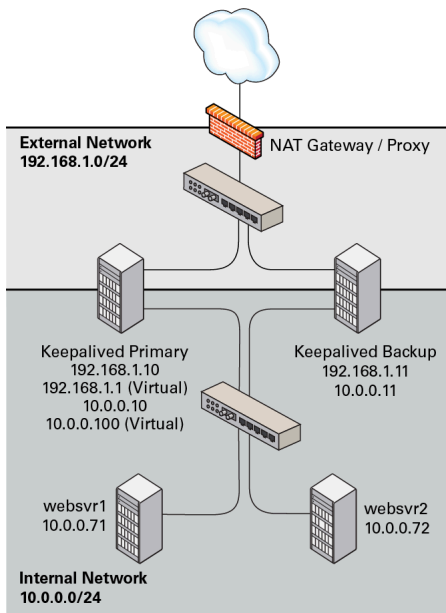 External Network
192.168.1.0/24
NAT Gateway / Proxy
Keepalived Primary
192.168.1.10
192.168.1.1 (Virtual)
10.0.0.10
10.0.0.100 (Virtual)
Keepalived Backup
192.168.1.11
10.0.0.11
websvr1
10.0.0.71
websvr2
10.0.0.72
Internal Network
10.0.0.0/24